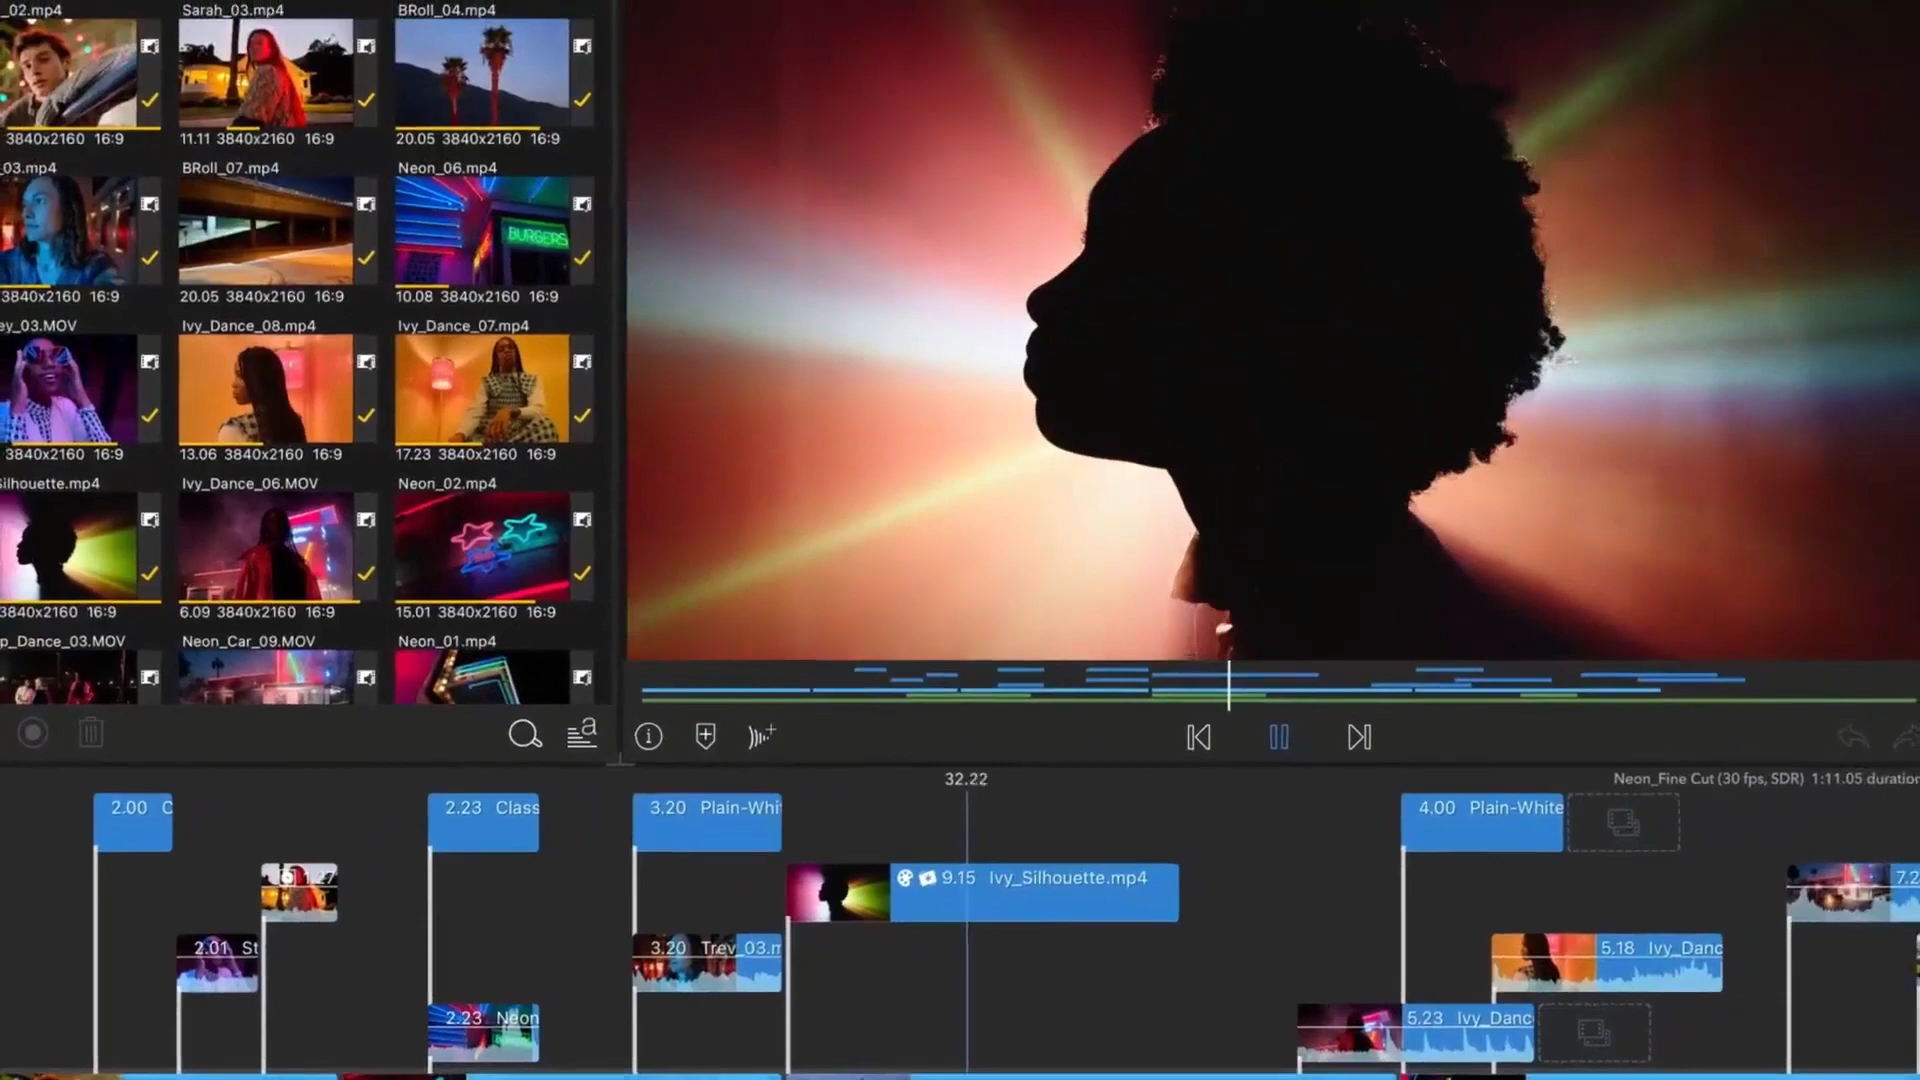 _02.mp4
Sarah_03.mp4
BRoll_04.mp4
3840x2160 16:9
11.11 3840x2160 16:9
20.05 3840x2160 16:9
_03.mp4
BRoll_07.mp4
Neon_06.mp4
BURGERS
3840x2160 16:9
20.05 3840x2160 16:9
10.08 3840x2160 16:9
ey_03.MOV
Ivy_Dance_08.mp4
Ivy_Dance_07.mp4
3840x2160 16:9
13.06 3840x2160 16:9
17.23 3840x2160 16:9
Silhouette.mp4
Ivy_Dance_06.MOV
Neon_02.mp4
3840x2160 16:9
6.09 3840x2160 16:9
15.01 3840x2160 16:9
p_Dance_03.MOV
Neon_Car_09.MOV
Neon_01.mp4
a
32.22
Neon_Fine Cut (30 fps, SDR) 1:11.05 duration
2.00 C
2.23 Class
3.20 Plain-Whi
4.00 Plain-White
1.27
9.15 Ivy_Silhouette.mp4
7.2
2.01 St
3.20 Trev_03.m
5.18 Ivy_Danc
2.23 Neon
5.23 Ivy_Danc